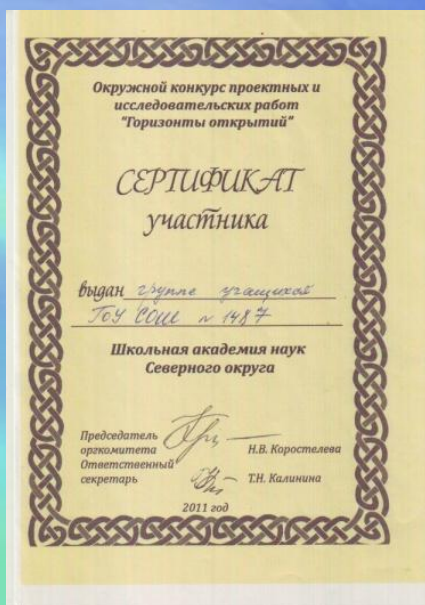 Окружной конкурс проектных и
исследовательских работ
"Горизонты открытий"
СЕРТИФИКАТ
участника
выдан группе учащихся
ГОУ СОШ № 1487
Школьная академия наук
Северного округа
Председатель
оргкомитета Н.В. Коростелева
Ответственный
секретарь Т.Н. Калинина
2011 год